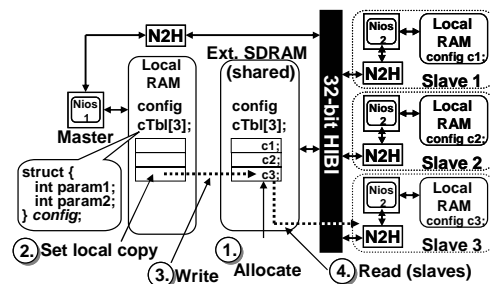 N2H
Local
RAM
config
cTbl[3];
Nios
1
Master
struct {
int param1;
int param2;
} config;
2. Set local copy
3. Write
Ext. SDRAM
(shared)
config
cTbl[3];
c1;
c2;
c3;
1.
Allocate
4. Read (slaves)
32-bit HIBI
Nios
2
Local
RAM
config c1;
N2H
Slave 1
Nios
2
Local
RAM
config c2;
N2H
Slave 2
Nios
2
Local
RAM
config c3;
N2H
Slave 3